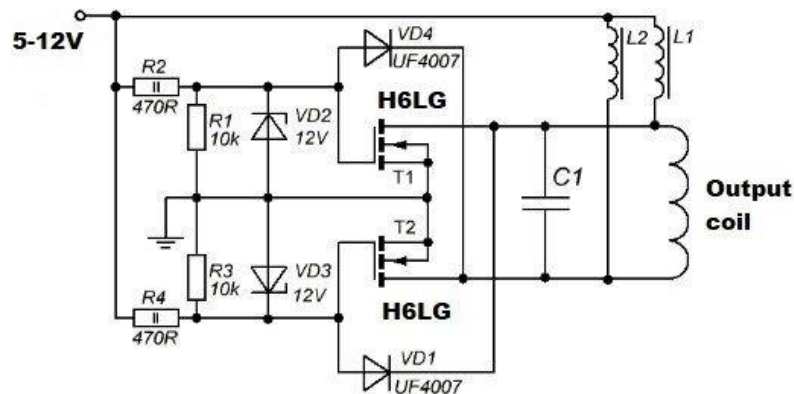 5-12V
R2
470R
R1
10k
VD2
12V
VD4
UF4007
H6LG
T1
L2
L1
C1
Output
coil
T2
R3
10k
VD3
12V
H6LG
R4
470R
VD1
UF4007